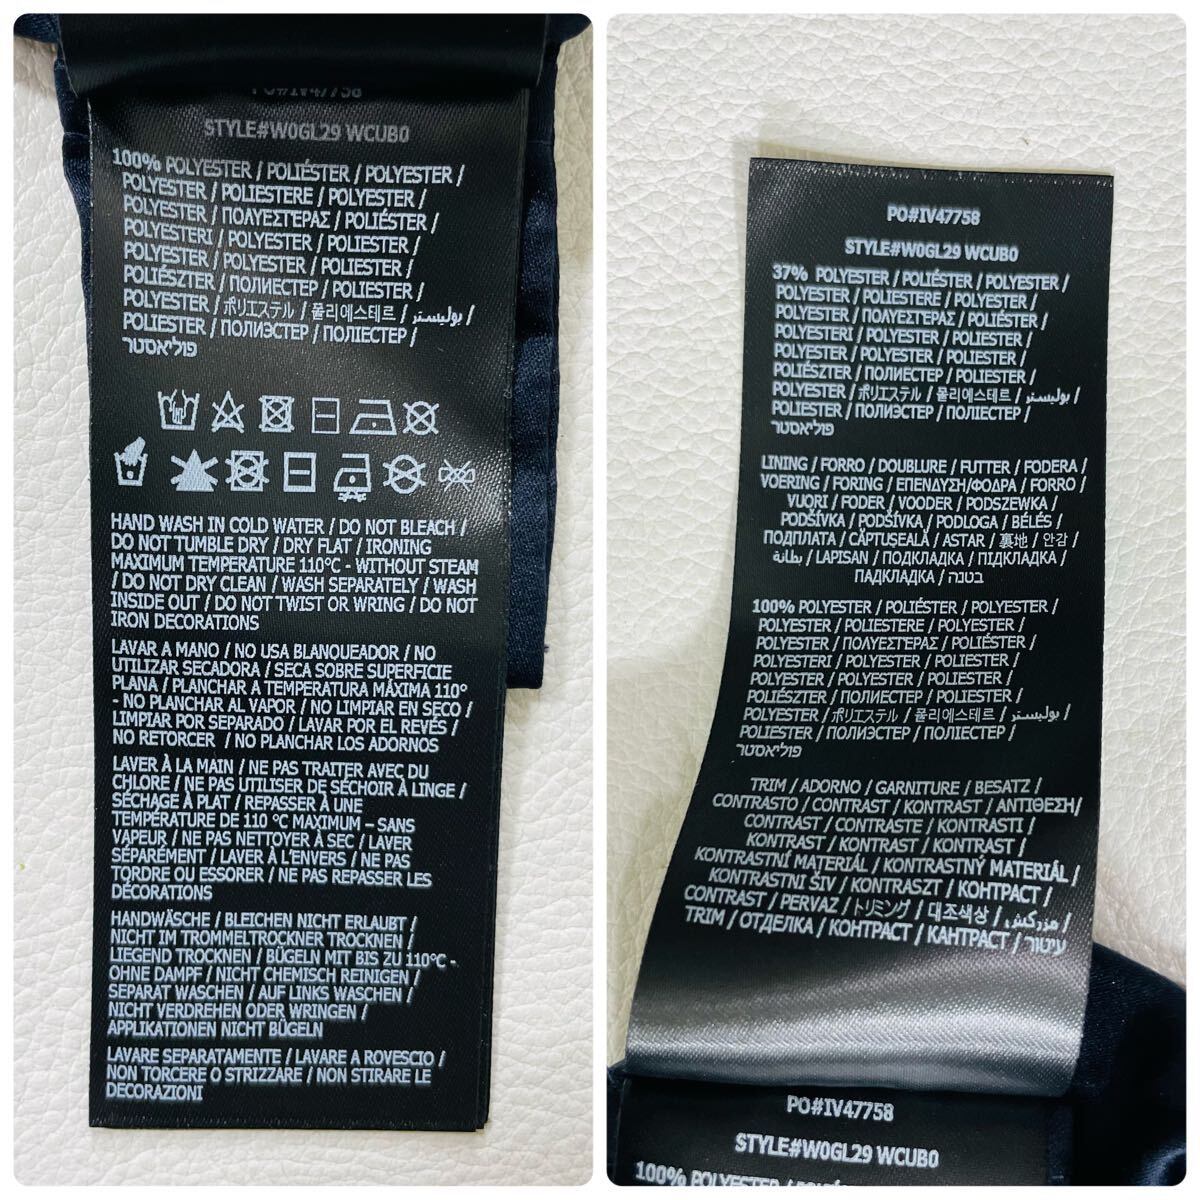 PO#IV47758
STYLE#W0GL29 WCUB0
100% POLYESTER / POLIÉSTER / POLYESTER /
POLYESTER / POLIESTERE / POLYESTER /
POLYESTER / ΠΟΛΥΕΣΤΕΡΑΣ / POLIÉSTER /
POLYESTERI / POLYESTER / POLIESTER /
POLYESTER / POLYESTER / POLYESTER /
POLIÉSZTER / ПОЛИЕСТЕР / POLIESTER /
POLYESTER / ポリエステル / 폴리에스테르 / بوليستر /
POLIESTER / ПОЛИЭСТЕР / ПОЛІЕСТЕР /
פוליאסטר
HAND WASH IN COLD WATER / DO NOT BLEACH /
DO NOT TUMBLE DRY / DRY FLAT / IRONING
MAXIMUM TEMPERATURE 110°C - WITHOUT STEAM
/ DO NOT DRY CLEAN / WASH SEPARATELY / WASH
INSIDE OUT / DO NOT TWIST OR WRING / DO NOT
IRON DECORATIONS
LAVAR A MANO / NO USA BLANQUEADOR / NO
UTILIZAR SECADORA / SECA SOBRE SUPERFICIE
PLANA / PLANCHAR A TEMPERATURA MÁXIMA 110°
- NO PLANCHAR AL VAPOR / NO LIMPIAR EN SECO /
LIMPIAR POR SEPARADO / LAVAR POR EL REVÉS /
NO RETORCER / NO PLANCHAR LOS ADORNOS
LAVER À LA MAIN / NE PAS TRAITER AVEC DU
CHLORE / NE PAS UTILISER DE SÉCHOIR À LINGE /
SÉCHAGE À PLAT / REPASSER À UNE
TEMPÉRATURE DE 110 °C MAXIMUM – SANS
VAPEUR / NE PAS NETTOYER À SEC / LAVER
SÉPARÉMENT / LAVER À L'ENVERS / NE PAS
TORDRE OU ESSORER / NE PAS REPASSER LES
DÉCORATIONS
HANDWÄSCHE / BLEICHEN NICHT ERLAUBT /
NICHT IM TROMMELTROCKNER TROCKNEN /
LIEGEND TROCKNEN / BÜGELN MIT BIS ZU 110°C -
OHNE DAMPF / NICHT CHEMISCH REINIGEN /
SEPARAT WASCHEN / AUF LINKS WASCHEN /
NICHT VERDREHEN ODER WRINGEN /
APPLIKATIONEN NICHT BÜGELN
LAVARE SEPARATAMENTE / LAVARE A ROVESCIO /
NON TORCERE O STRIZZARE / NON STIRARE LE
DECORAZIONI
PO#IV47758
STYLE#W0GL29 WCUB0
37% POLYESTER / POLIÉSTER / POLYESTER /
POLYESTER / POLIESTERE / POLYESTER /
POLYESTER / ΠΟΛΥΕΣΤΕΡΑΣ / POLIÉSTER /
POLYESTERI / POLYESTER / POLIESTER /
POLYESTER / POLYESTER / POLYESTER /
POLIÉSZTER / ПОЛИЕСТЕР / POLIESTER /
POLYESTER / ポリエステル / 폴리에스테르 / بوليستر /
POLIESTER / ПОЛИЭСТЕР / ПОЛІЕСТЕР /
פוליאסטר
LINING / FORRO / DOUBLURE / FUTTER / FODERA /
VOERING / FORING / ΕΠΕΝΔΥΣΗ/ΦΟΔΡΑ / FORRO /
VUORI / FODER / VOODER / PODSZEWKA /
PODŠÍVKA / PODŠÍVKA / PODLOGA / BÉLÉS /
ПОДПЛАТА / CĂPTUŞEALĂ / ASTAR / 裏地 / 안감 /
بطانة / LAPISAN / ПОДКЛАДКА / ПІДКЛАДКА /
ПАДКЛАДКА / בטנה
100% POLYESTER / POLIÉSTER / POLYESTER /
POLYESTER / POLIESTERE / POLYESTER /
POLYESTER / ΠΟΛΥΕΣΤΕΡΑΣ / POLIÉSTER /
POLYESTERI / POLYESTER / POLIESTER /
POLYESTER / POLYESTER / POLYESTER /
POLIÉSZTER / ПОЛИЕСТЕР / POLIESTER /
POLYESTER / ポリエステル / 폴리에스테르 / بوليستر /
POLIESTER / ПОЛИЭСТЕР / ПОЛІЕСТЕР /
פוליאסטר
TRIM / ADORNO / GARNITURE / BESATZ /
CONTRASTO / CONTRAST / KONTRAST / ΑΝΤΙΘΕΣΗ/
CONTRAST / CONTRASTE / KONTRASTI /
KONTRAST / KONTRAST / KONTRAST /
KONTRASTNÍ MATERIÁL / KONTRASTNÝ MATERIÁL /
KONTRASTNI ŠIV / KONTRASZT / КОНТРАСТ /
CONTRAST / PERVAZ / トリミング / 대조색상 / مزركش /
TRIM / ОТДЕЛКА / КОНТРАСТ / КАНТРАСТ / עיטור
PO#IV47758
STYLE#W0GL29 WCUB0
100% POLYESTER